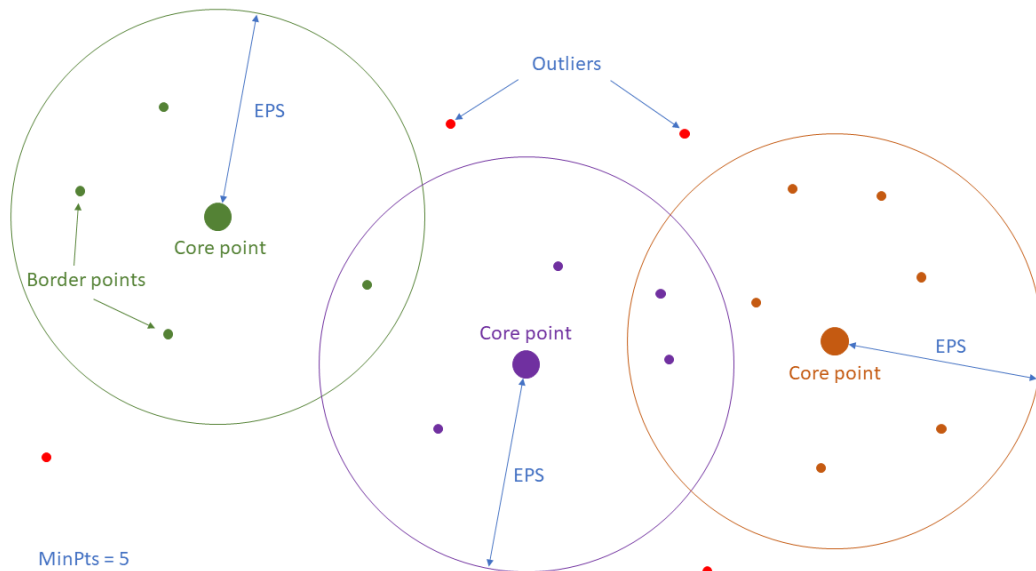 Outliers
EPS
Core point
Border points
Core point
EPS
Core point
EPS
MinPts = 5